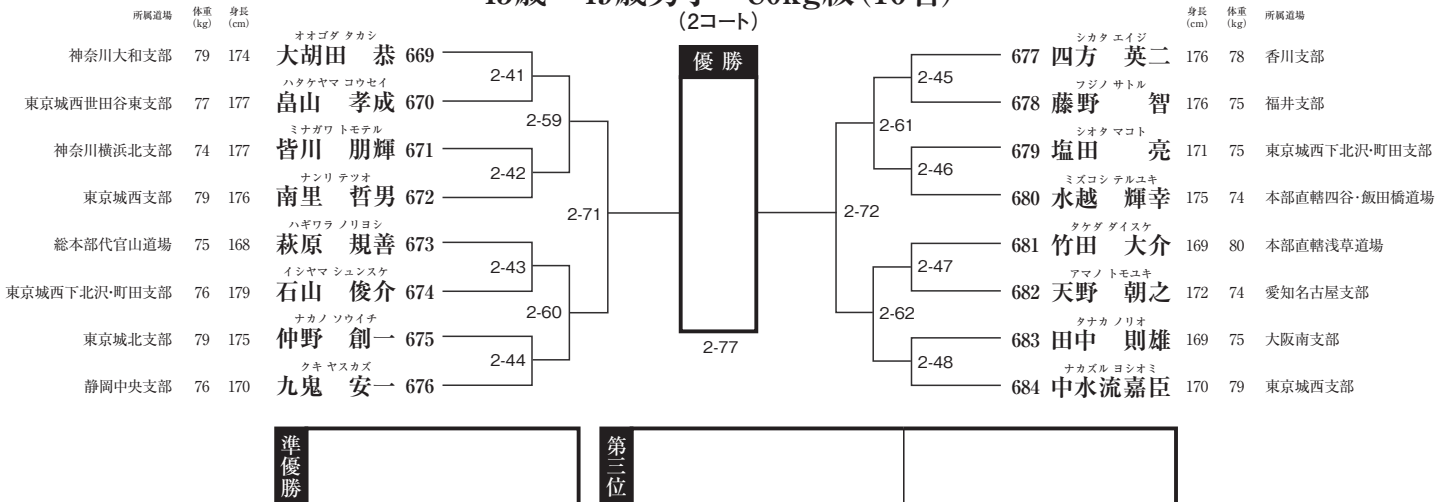 45歳～49歳男子 －80kg級(16名)
(2コート)
所属道場 体重(kg) 身長(cm)
オオゴダ タカシ
神奈川大和支部 79 174 大胡田 恭 669
ハタケヤマ コウセイ
東京城西世田谷東支部 77 177 畠山 孝成 670
ミナガワ トモテル
神奈川横浜北支部 74 177 皆川 朋輝 671
ナンリ テツオ
東京城西支部 79 176 南里 哲男 672
ハギワラ ノリヨシ
総本部代官山道場 75 168 萩原 規善 673
イシヤマ シュンスケ
東京城西下北沢・町田支部 76 179 石山 俊介 674
ナカノ ソウイチ
東京城北支部 79 175 仲野 創一 675
クキ ヤスカズ
静岡中央支部 76 170 九鬼 安一 676
2-41
2-42
2-43
2-44
2-59
2-60
2-71
優勝
2-77
身長(cm) 体重(kg) 所属道場
シカタ エイジ
677 四方 英二 176 78 香川支部
フジノ サトル
678 藤野 智 176 75 福井支部
シオタ マコト
679 塩田 亮 171 75 東京城西下北沢・町田支部
ミズコシ テルユキ
680 水越 輝幸 175 74 本部直轄四谷・飯田橋道場
タケダ ダイスケ
681 竹田 大介 169 80 本部直轄浅草道場
アマノ トモユキ
682 天野 朝之 172 74 愛知名古屋支部
タナカ ノリオ
683 田中 則雄 169 75 大阪南支部
ナカズル ヨシオミ
684 中水流嘉臣 170 79 東京城西支部
2-45
2-46
2-47
2-48
2-61
2-62
2-72
準優勝
第三位